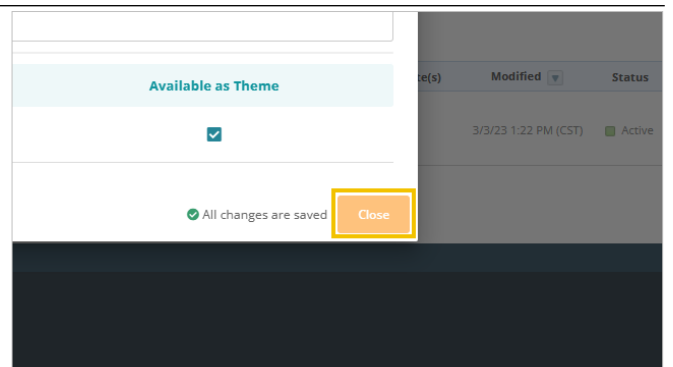 te(s) Modified Status
Available as Theme
3/3/23 1:22 PM (CST) Active
All changes are saved Close